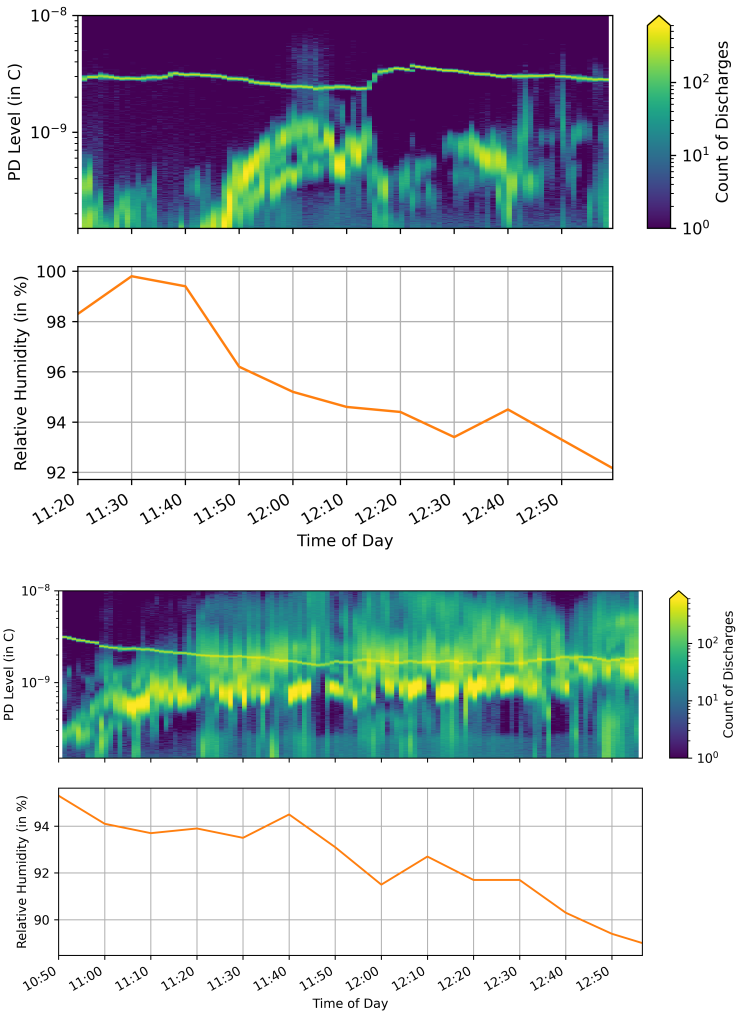 10⁻⁸
10⁻⁹
PD Level (in C)
10²
10¹
10⁰
Count of Discharges
100
98
96
94
92
Relative Humidity (in %)
11:20 11:30 11:40 11:50 12:00 12:10 12:20 12:30 12:40 12:50
Time of Day
10⁻⁸
10⁻⁹
PD Level (in C)
10²
10¹
10⁰
Count of Discharges
94
92
90
Relative Humidity (in %)
10:50 11:00 11:10 11:20 11:30 11:40 11:50 12:00 12:10 12:20 12:30 12:40 12:50
Time of Day